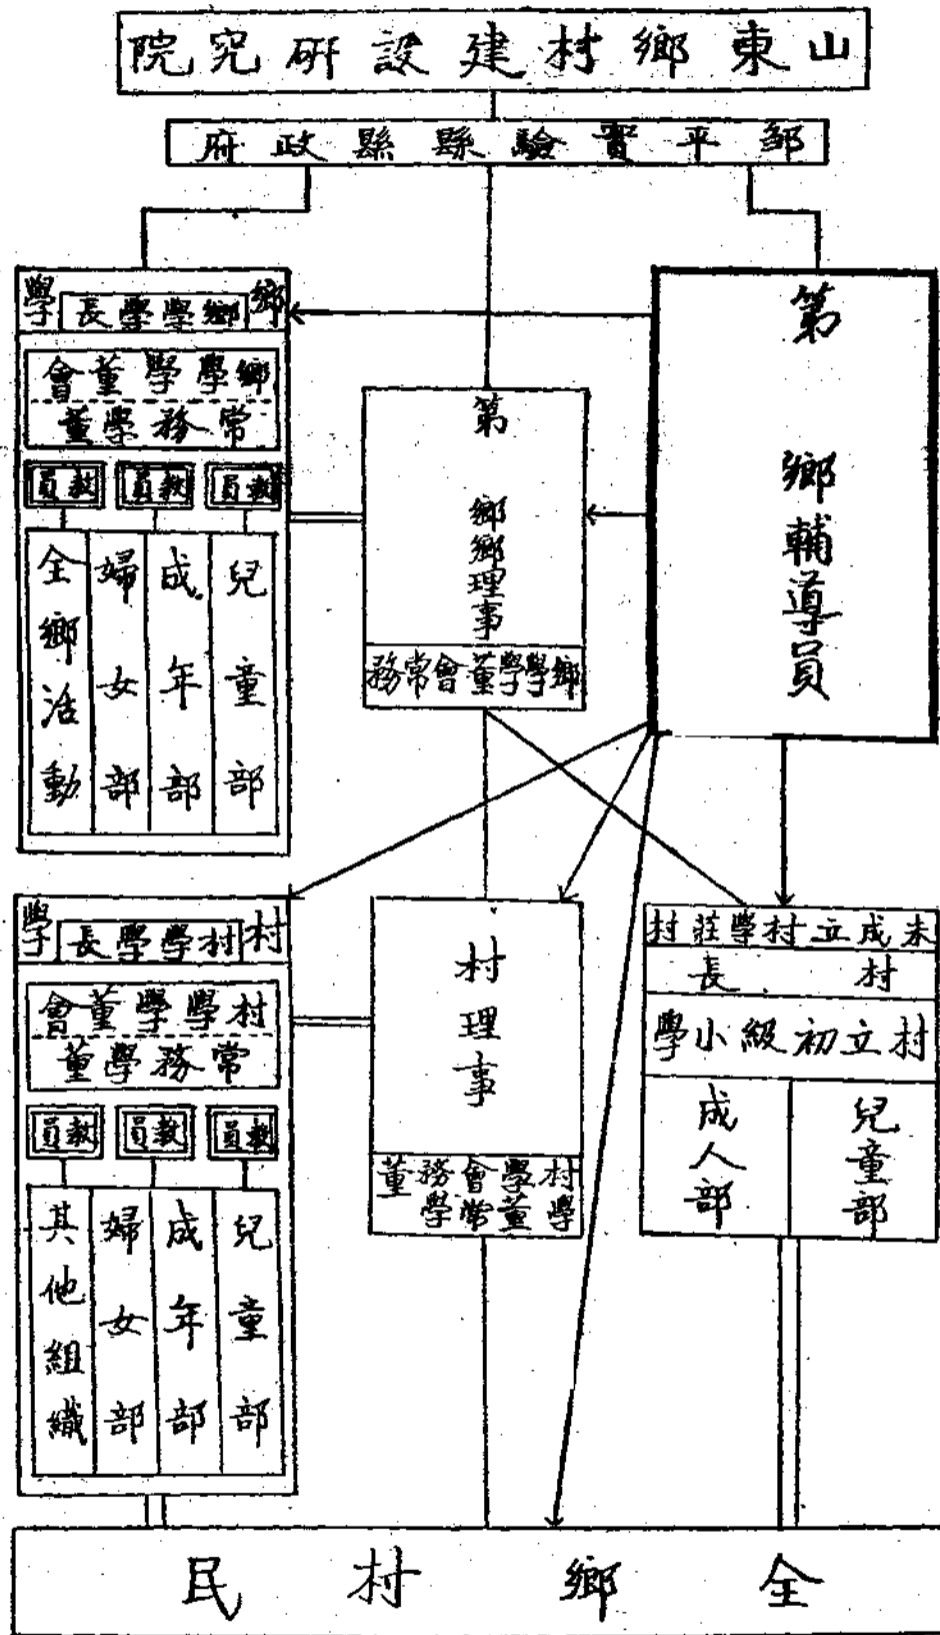 山東鄉村建設研究院
鄒平實驗縣縣政府
鄉學
鄉學學長
鄉學學董會
常務學董
教員
教員
教員
兒童部
成年部
婦女部
全鄉活動
第 鄉鄉理事
鄉學學董會常務
第 鄉輔導員
村學
村學學長
村學學董會
常務學董
教員
教員
教員
兒童部
成年部
婦女部
其他組織
村理事
村學學董會常務學董
未成立村學莊村
村長
村立初級小學
兒童部
成人部
全鄉村民